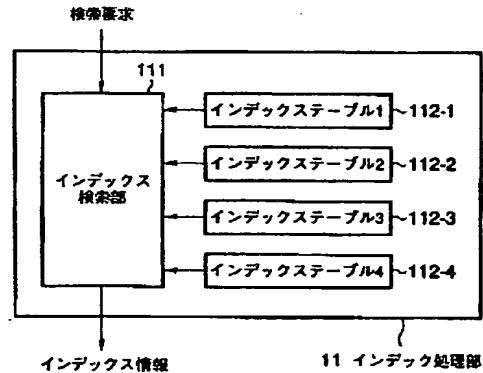 検索要求
111
インデックステーブル1
112-1
インデックス
検索部
インデックステーブル2
112-2
インデックステーブル3
112-3
インデックステーブル4
112-4
インデックス情報
11 インデック処理部